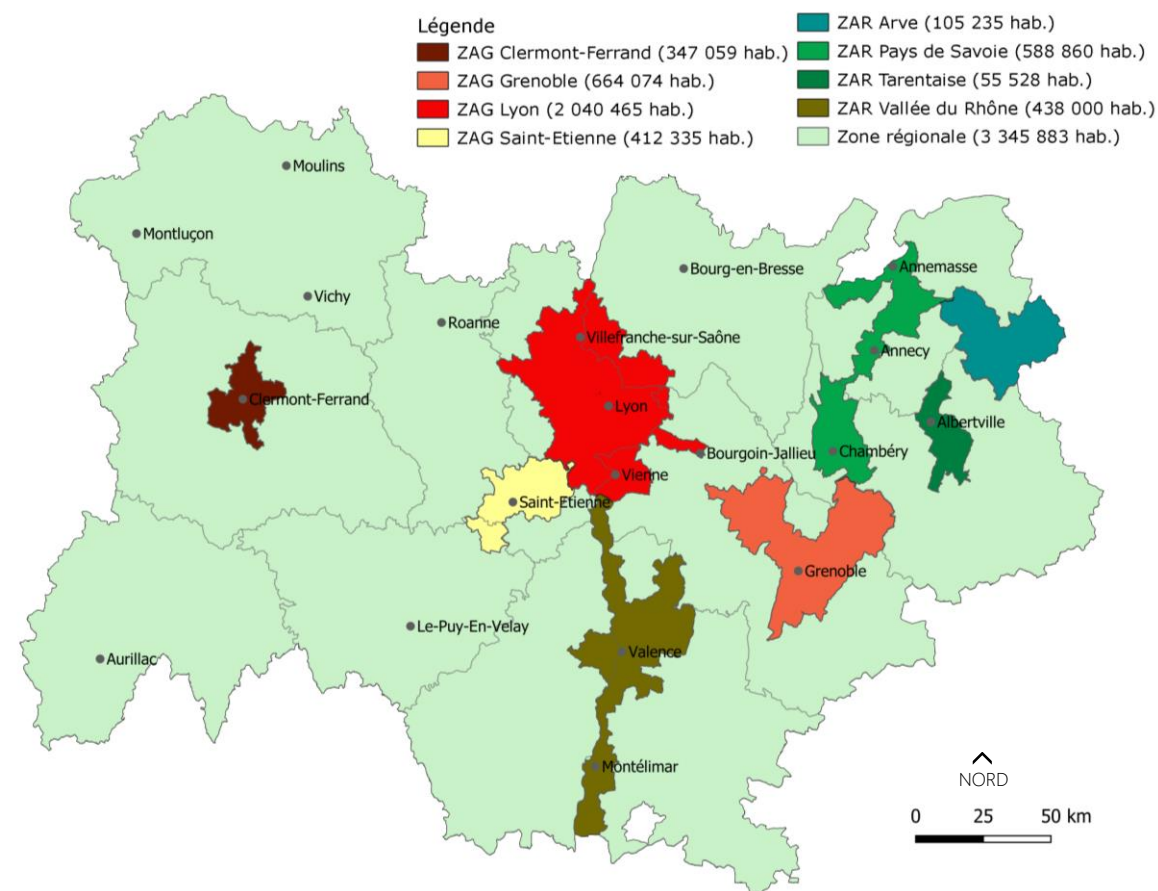 Légende
ZAG Clermont-Ferrand (347 059 hab.)
ZAG Grenoble (664 074 hab.)
ZAG Lyon (2 040 465 hab.)
ZAG Saint-Etienne (412 335 hab.)
ZAR Arve (105 235 hab.)
ZAR Pays de Savoie (588 860 hab.)
ZAR Tarentaise (55 528 hab.)
ZAR Vallée du Rhône (438 000 hab.)
Zone régionale (3 345 883 hab.)
Moulins
Montluçon
Vichy
Bourg-en-Bresse
Annemasse
Roanne
Villefranche-sur-Saône
Annecy
Clermont-Ferrand
Lyon
Albertville
Bourgoin-Jallieu
Chambéry
Vienne
Saint-Etienne
Grenoble
Le-Puy-En-Velay
Valence
Aurillac
Montélimar
NORD
0 25 50 km